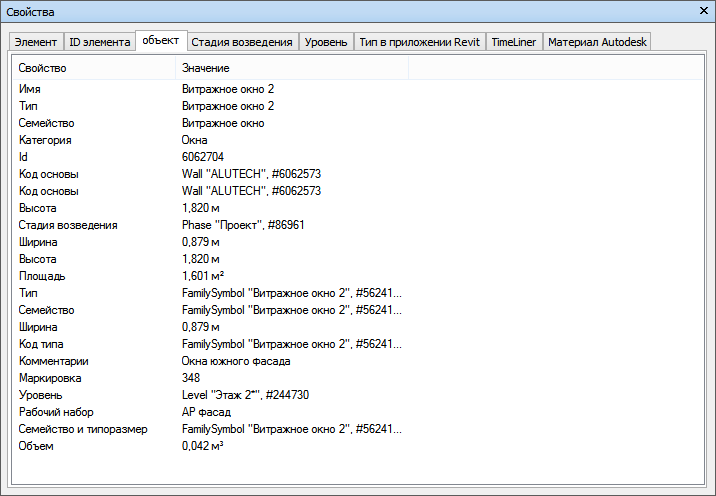 Свойства
Элемент ID элемента объект Стадия возведения Уровень Тип в приложении Revit TimeLiner Материал Autodesk
Свойство Значение
Имя Витражное окно 2
Тип Витражное окно 2
Семейство Витражное окно
Категория Окна
Id 6062704
Код основы Wall "ALUTECH", #6062573
Код основы Wall "ALUTECH", #6062573
Высота 1,820 м
Стадия возведения Phase "Проект", #86961
Ширина 0,879 м
Высота 1,820 м
Площадь 1,601 м²
Тип FamilySymbol "Витражное окно 2", #56241...
Семейство FamilySymbol "Витражное окно 2", #56241...
Ширина 0,879 м
Код типа FamilySymbol "Витражное окно 2", #56241...
Комментарии Окна южного фасада
Маркировка 348
Уровень Level "Этаж 2*", #244730
Рабочий набор АР фасад
Семейство и типоразмер FamilySymbol "Витражное окно 2", #56241...
Объем 0,042 м³